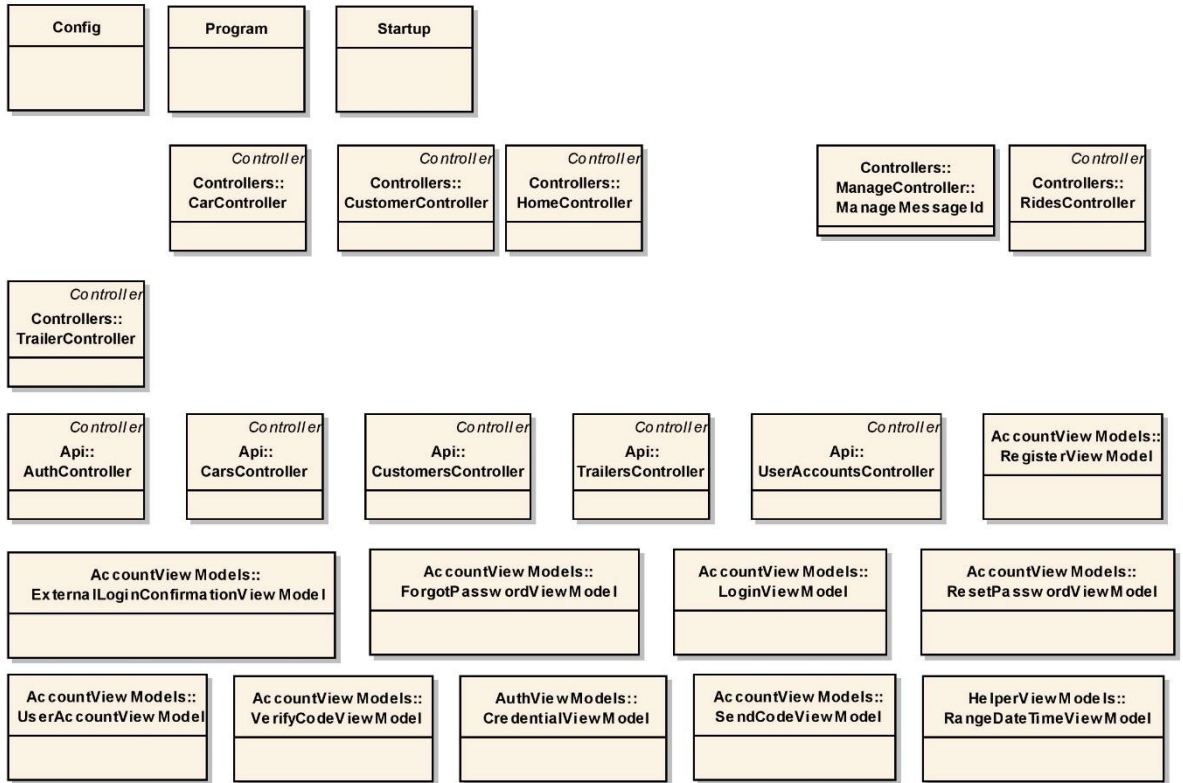 Config
Program
Startup
Controller
Controllers::
CarController
Controller
Controllers::
CustomerController
Controller
Controllers::
HomeController
Controllers::
ManageController::
ManageMessageId
Controller
Controllers::
RidesController
Controller
Controllers::
TrailerController
Controller
Api::
AuthController
Controller
Api::
CarsController
Controller
Api::
CustomersController
Controller
Api::
TrailersController
Controller
Api::
UserAccountsController
AccountViewModels::
RegisterViewModel
AccountViewModels::
ExternalLoginConfirmationViewModel
AccountViewModels::
ForgotPasswordViewModel
AccountViewModels::
LoginViewModel
AccountViewModels::
ResetPasswordViewModel
AccountViewModels::
UserAccountViewModel
AccountViewModels::
VerifyCodeViewModel
AuthViewModels::
CredentialViewModel
AccountViewModels::
SendCodeViewModel
HelperViewModels::
RangeDateTimeViewModel